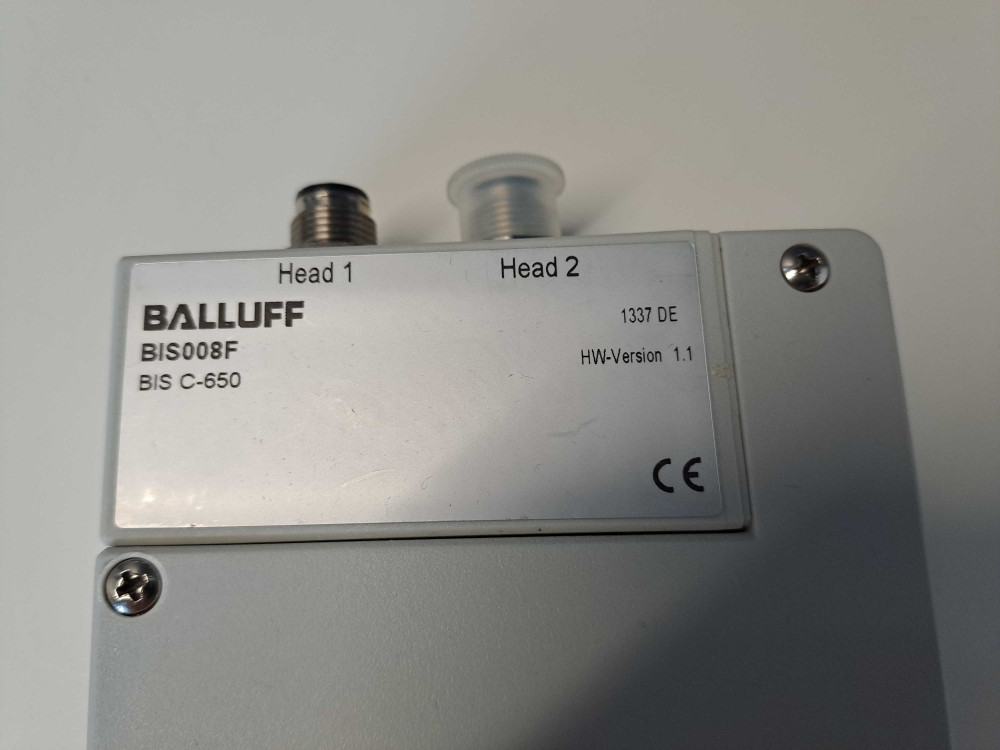 Head 1 Head 2
BALLUFF 1337 DE
BIS008F HW-Version 1.1
BIS C-650
CE